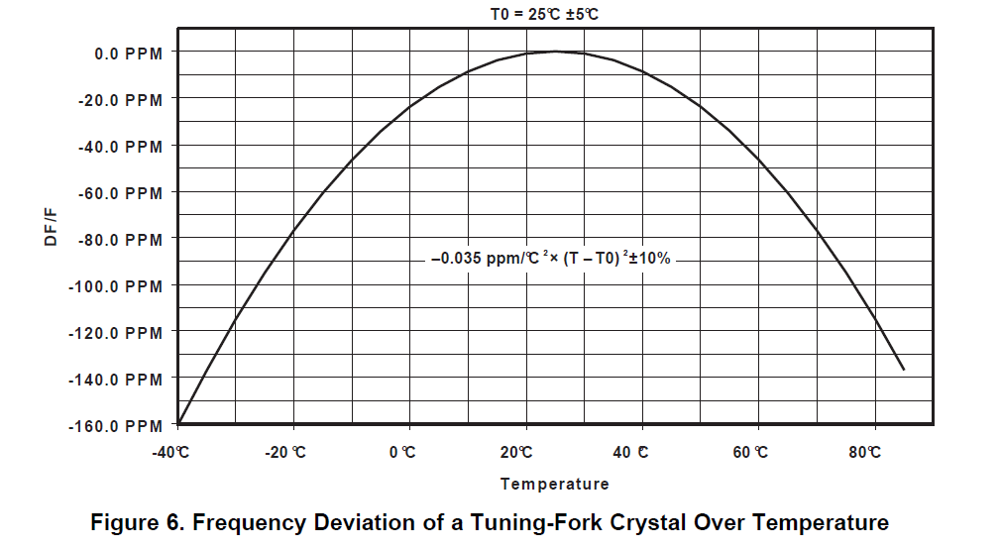 T0 = 25°C ±5°C
0.0 PPM
-20.0 PPM
-40.0 PPM
-60.0 PPM
-80.0 PPM
-100.0 PPM
-120.0 PPM
-140.0 PPM
-160.0 PPM
DF/F
–0.035 ppm/°C ² × (T – T0) ² ±10%
-40°C -20 °C 0 °C 20°C 40 °C 60 °C 80°C
Temperature
Figure 6. Frequency Deviation of a Tuning-Fork Crystal Over Temperature